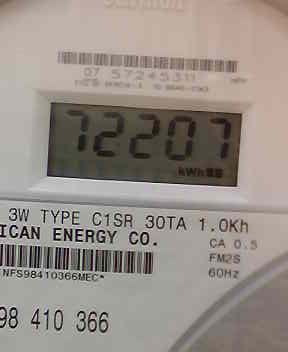 07 57245311
72207
kWh
3W TYPE C1SR 30TA 1.0Kh
ICAN ENERGY CO.
CA 0.5
FM2S
NFS98410366MEC*
60Hz
98 410 366